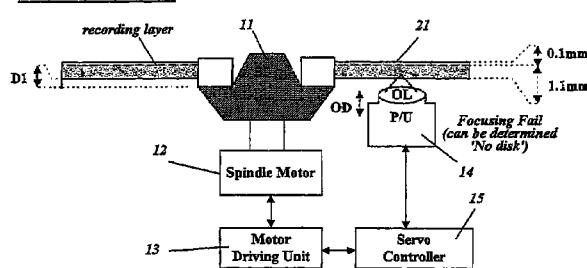 recording layer
11
21
0.1mm
D1
1.1mm
OL
OD
P/U
Focusing Fail
(can be determined
'No disk')
12
14
Spindle Motor
15
13
Motor
Driving Unit
Servo
Controller